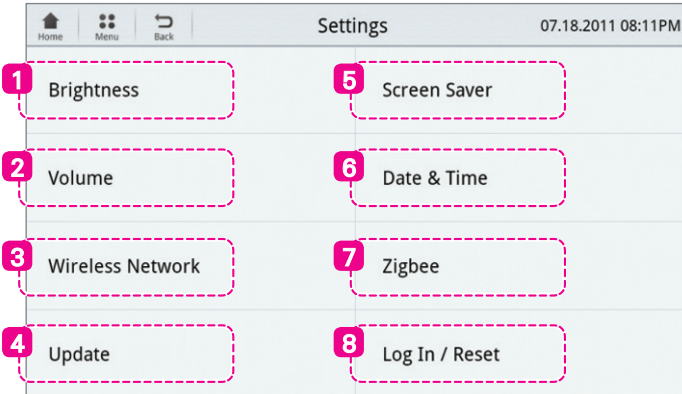 Home Menu Back Settings 07.18.2011 08:11PM
1 Brightness
5 Screen Saver
2 Volume
6 Date & Time
3 Wireless Network
7 Zigbee
4 Update
8 Log In / Reset